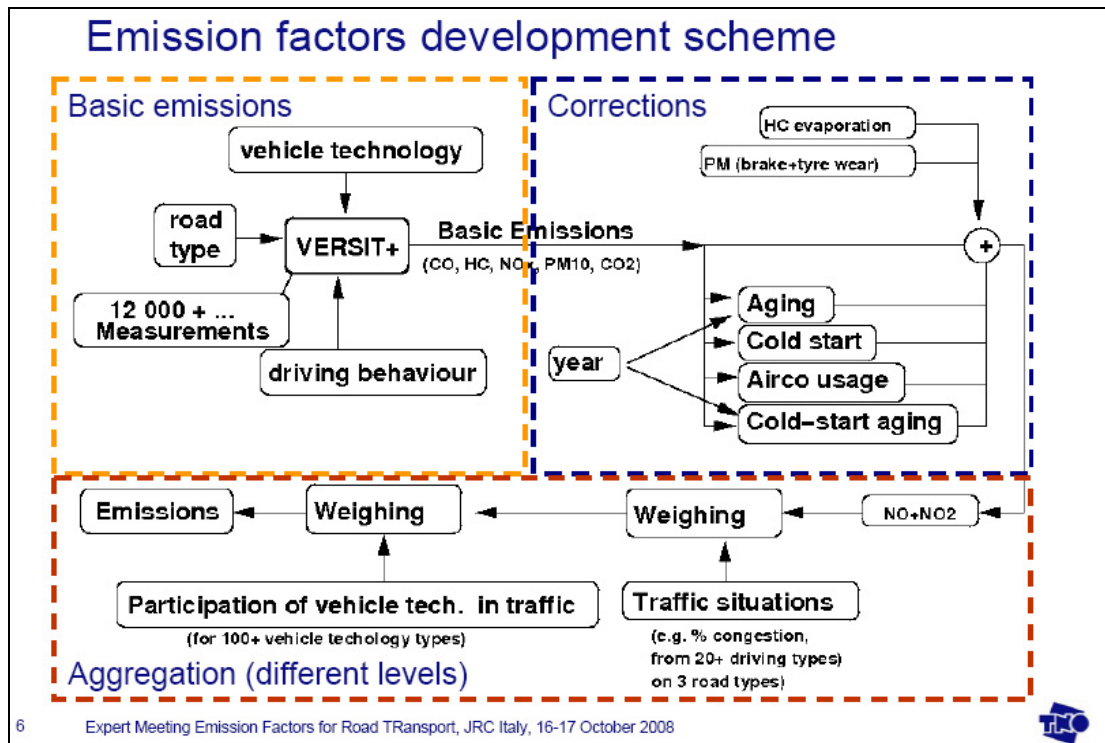 Emission factors development scheme
Basic emissions
vehicle technology
road
type
VERSIT+
12 000 + ...
Measurements
driving behaviour
Basic Emissions
(CO, HC, NOx, PM10, CO2)
Corrections
HC evaporation
PM (brake+tyre wear)
+
year
Aging
Cold start
Airco usage
Cold-start aging
Emissions
Weighing
Weighing
NO+NO2
Participation of vehicle tech. in traffic
(for 100+ vehicle techology types)
Traffic situations
(e.g. % congestion,
from 20+ driving types)
on 3 road types)
Aggregation (different levels)
6 Expert Meeting Emission Factors for Road TRansport, JRC Italy, 16-17 October 2008
TNO